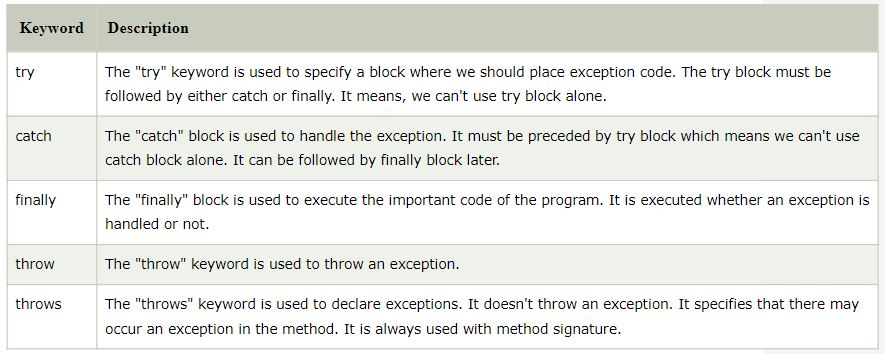 Keyword Description
try The "try" keyword is used to specify a block where we should place exception code. The try block must be
followed by either catch or finally. It means, we can't use try block alone.
catch The "catch" block is used to handle the exception. It must be preceded by try block which means we can't use
catch block alone. It can be followed by finally block later.
finally The "finally" block is used to execute the important code of the program. It is executed whether an exception is
handled or not.
throw The "throw" keyword is used to throw an exception.
throws The "throws" keyword is used to declare exceptions. It doesn't throw an exception. It specifies that there may
occur an exception in the method. It is always used with method signature.